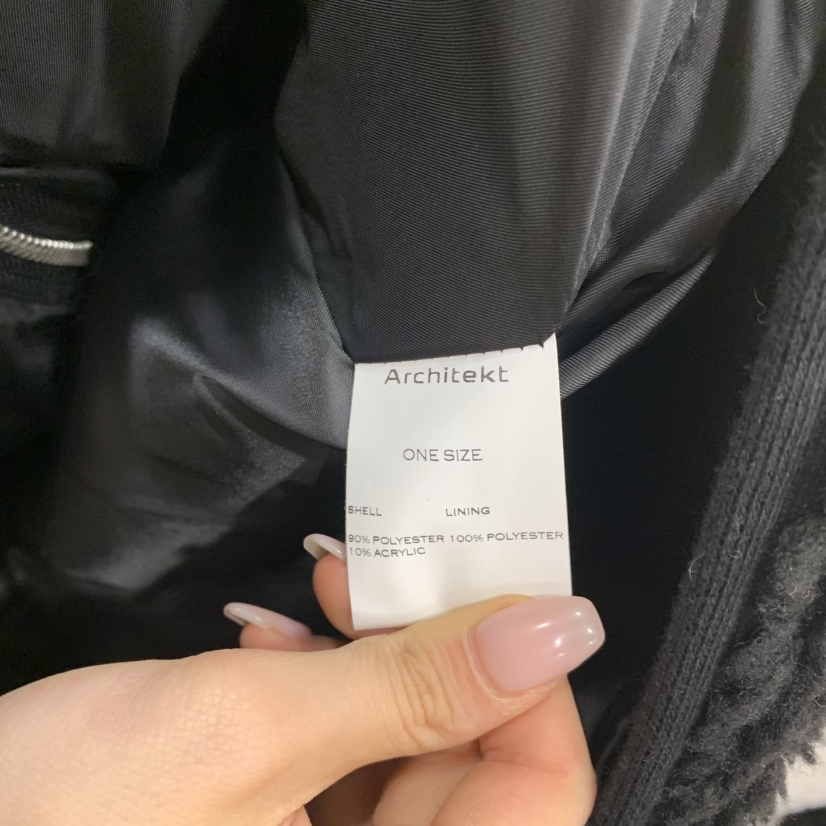 Architekt
ONE SIZE
SHELL LINING
90% POLYESTER 100% POLYESTER
10% ACRYLIC